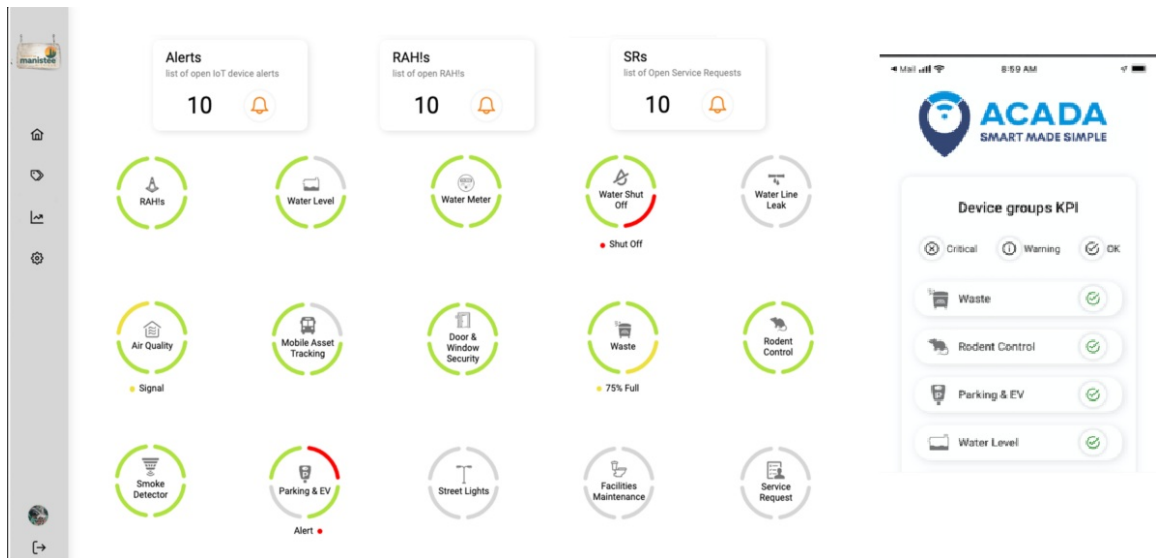 manistee
Alerts
list of open IoT device alerts
10
RAH!s
list of open RAH!s
10
SRs
list of Open Service Requests
10
RAH!s
Water Level
Water Meter
Water Shut
Off
Shut Off
Water Line
Leak
Air Quality
Signal
Mobile Asset
Tracking
Door &
Window
Security
Waste
75% Full
Rodent
Control
Smoke
Detector
Parking & EV
Alert
Street Lights
Facilities
Maintenance
Service
Request
Mail 8:59 AM
ACADA
SMART MADE SIMPLE
Device groups KPI
Critical Warning OK
Waste
Rodent Control
Parking & EV
Water Level